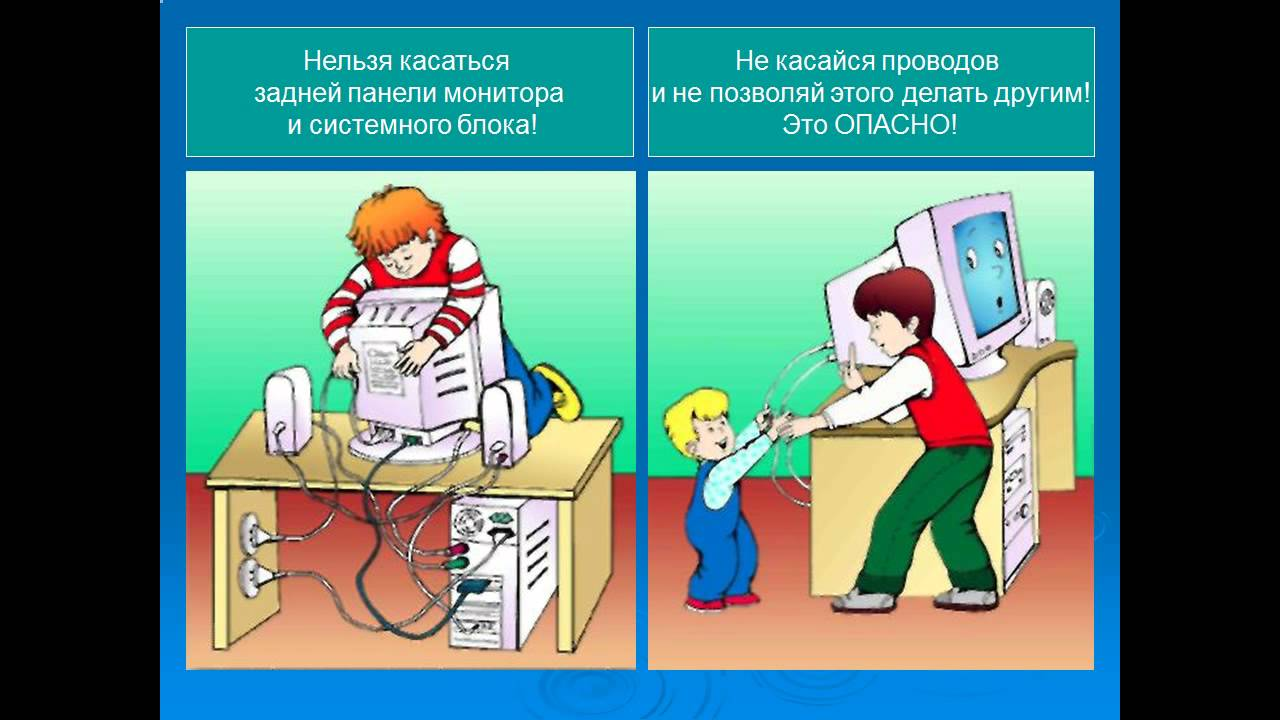 Нельзя касаться
задней панели монитора
и системного блока!
Не касайся проводов
и не позволяй этого делать другим!
Это ОПАСНО!